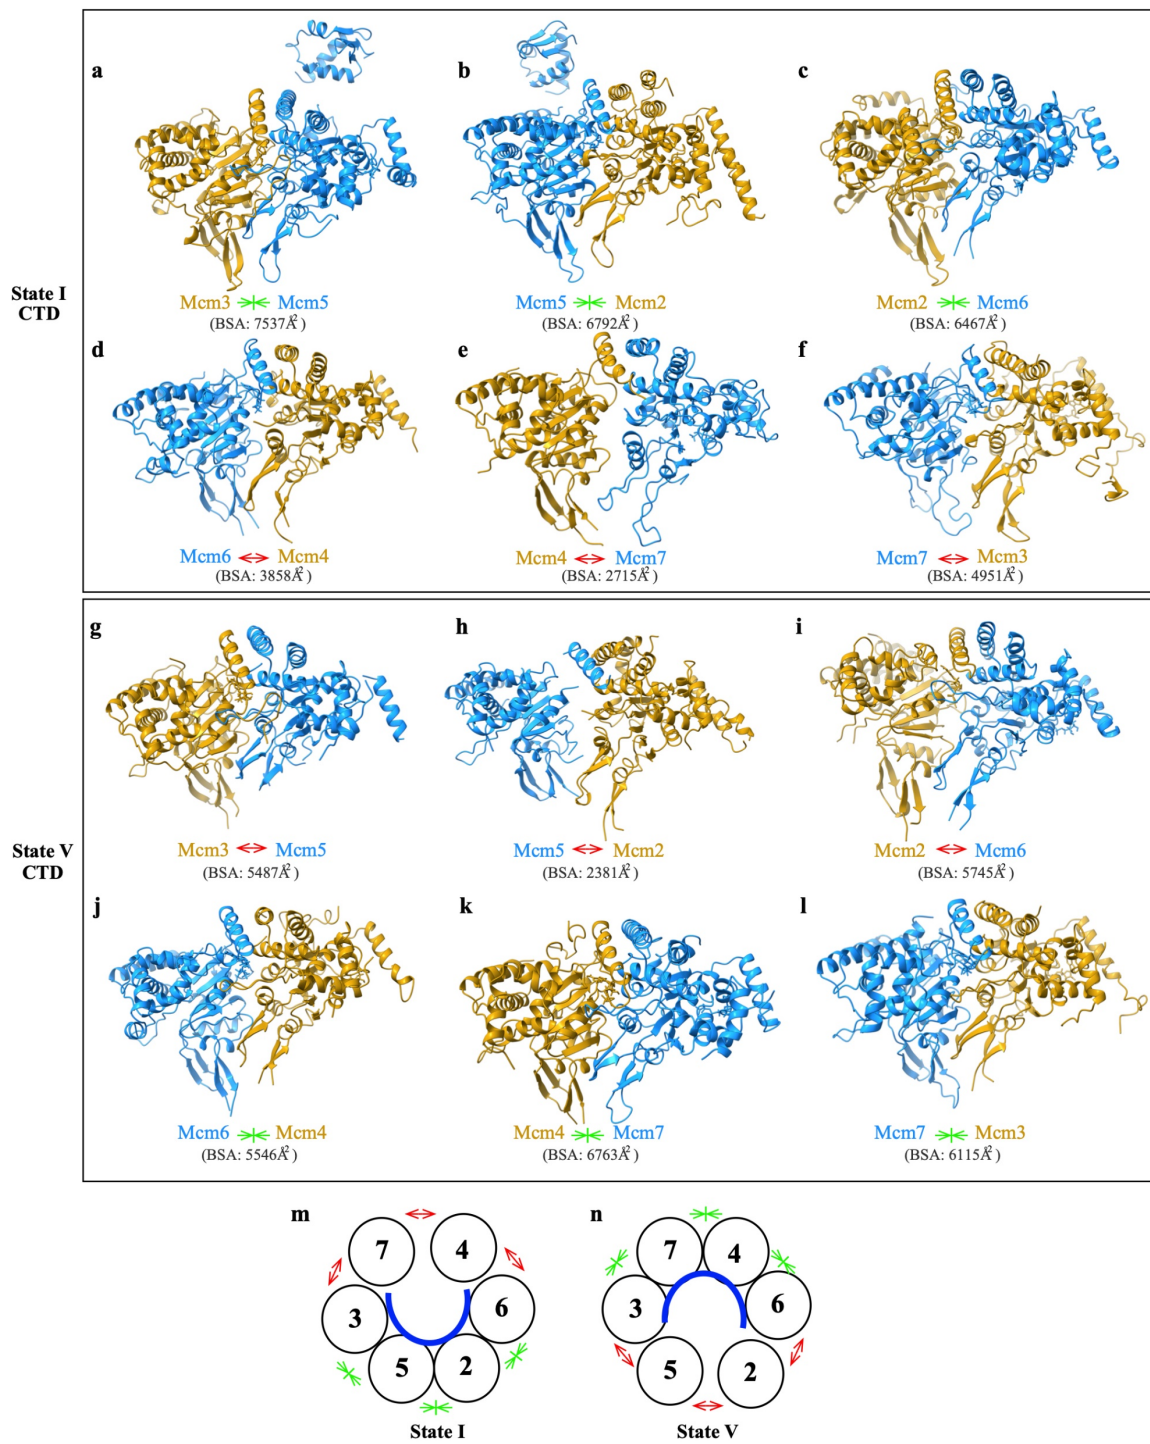 a
b
c
State I
CTD
Mcm3 Mcm5
(BSA: 7537Å²)
Mcm5 Mcm2
(BSA: 6792Å²)
Mcm2 Mcm6
(BSA: 6467Å²)
d
e
f
Mcm6 Mcm4
(BSA: 3858Å²)
Mcm4 Mcm7
(BSA: 2715Å²)
Mcm7 Mcm3
(BSA: 4951Å²)
g
h
i
State V
CTD
Mcm3 Mcm5
(BSA: 5487Å²)
Mcm5 Mcm2
(BSA: 2381Å²)
Mcm2 Mcm6
(BSA: 5745Å²)
j
k
l
Mcm6 Mcm4
(BSA: 5546Å²)
Mcm4 Mcm7
(BSA: 6763Å²)
Mcm7 Mcm3
(BSA: 6115Å²)
m
7 4
3 6
5 2
State I
n
7 4
3 6
5 2
State V